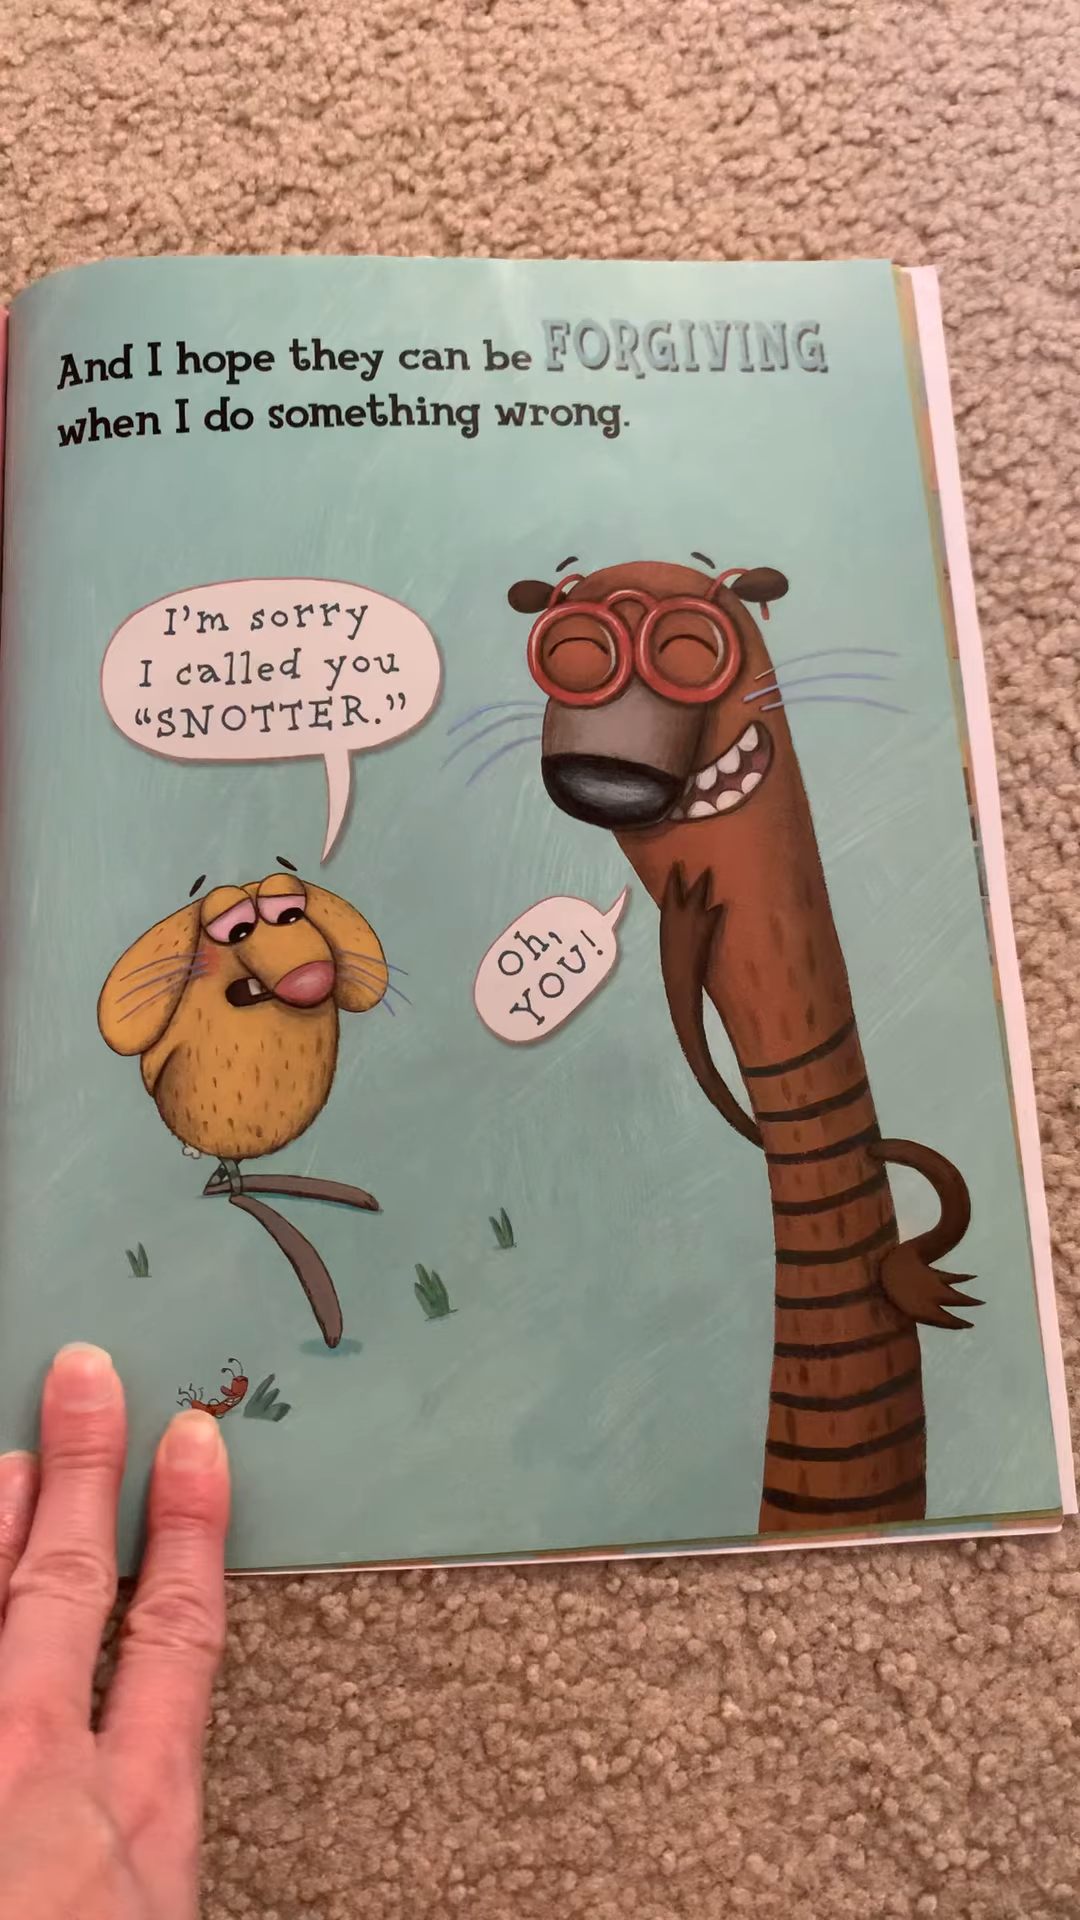 And I hope they can be FORGIVING
when I do something wrong.
I'm sorry
I called you
“SNOTTER.”
Oh,
YOU!